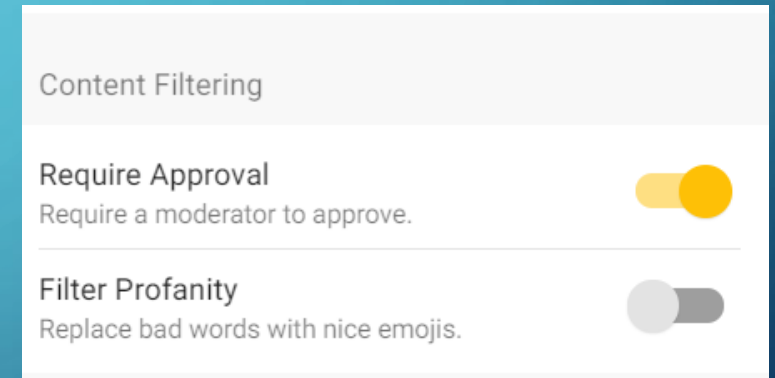 Content Filtering
Require Approval
Require a moderator to approve.
Filter Profanity
Replace bad words with nice emojis.